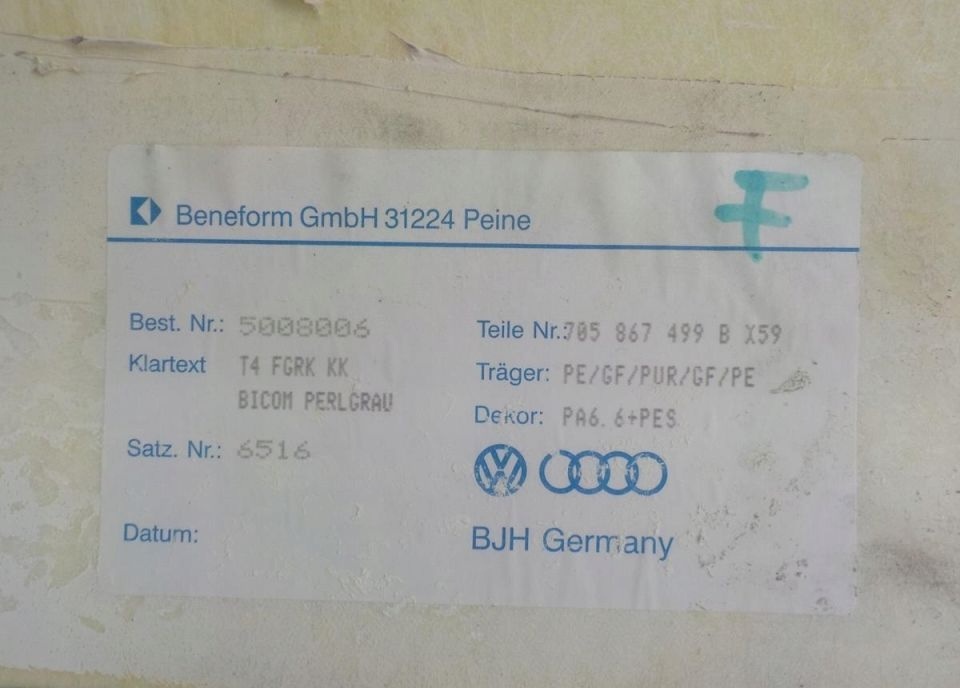 Beneform GmbH 31224 Peine
F
Best. Nr.: 5008006
Teile Nr.: 705 867 499 B X59
Klartext T4 FGRK KK
BICOM PERLGRAU
Träger: PE/GF/PUR/GF/PE
Dekor: PA6.6+PES
Satz. Nr.: 6516
Datum:
BJH Germany